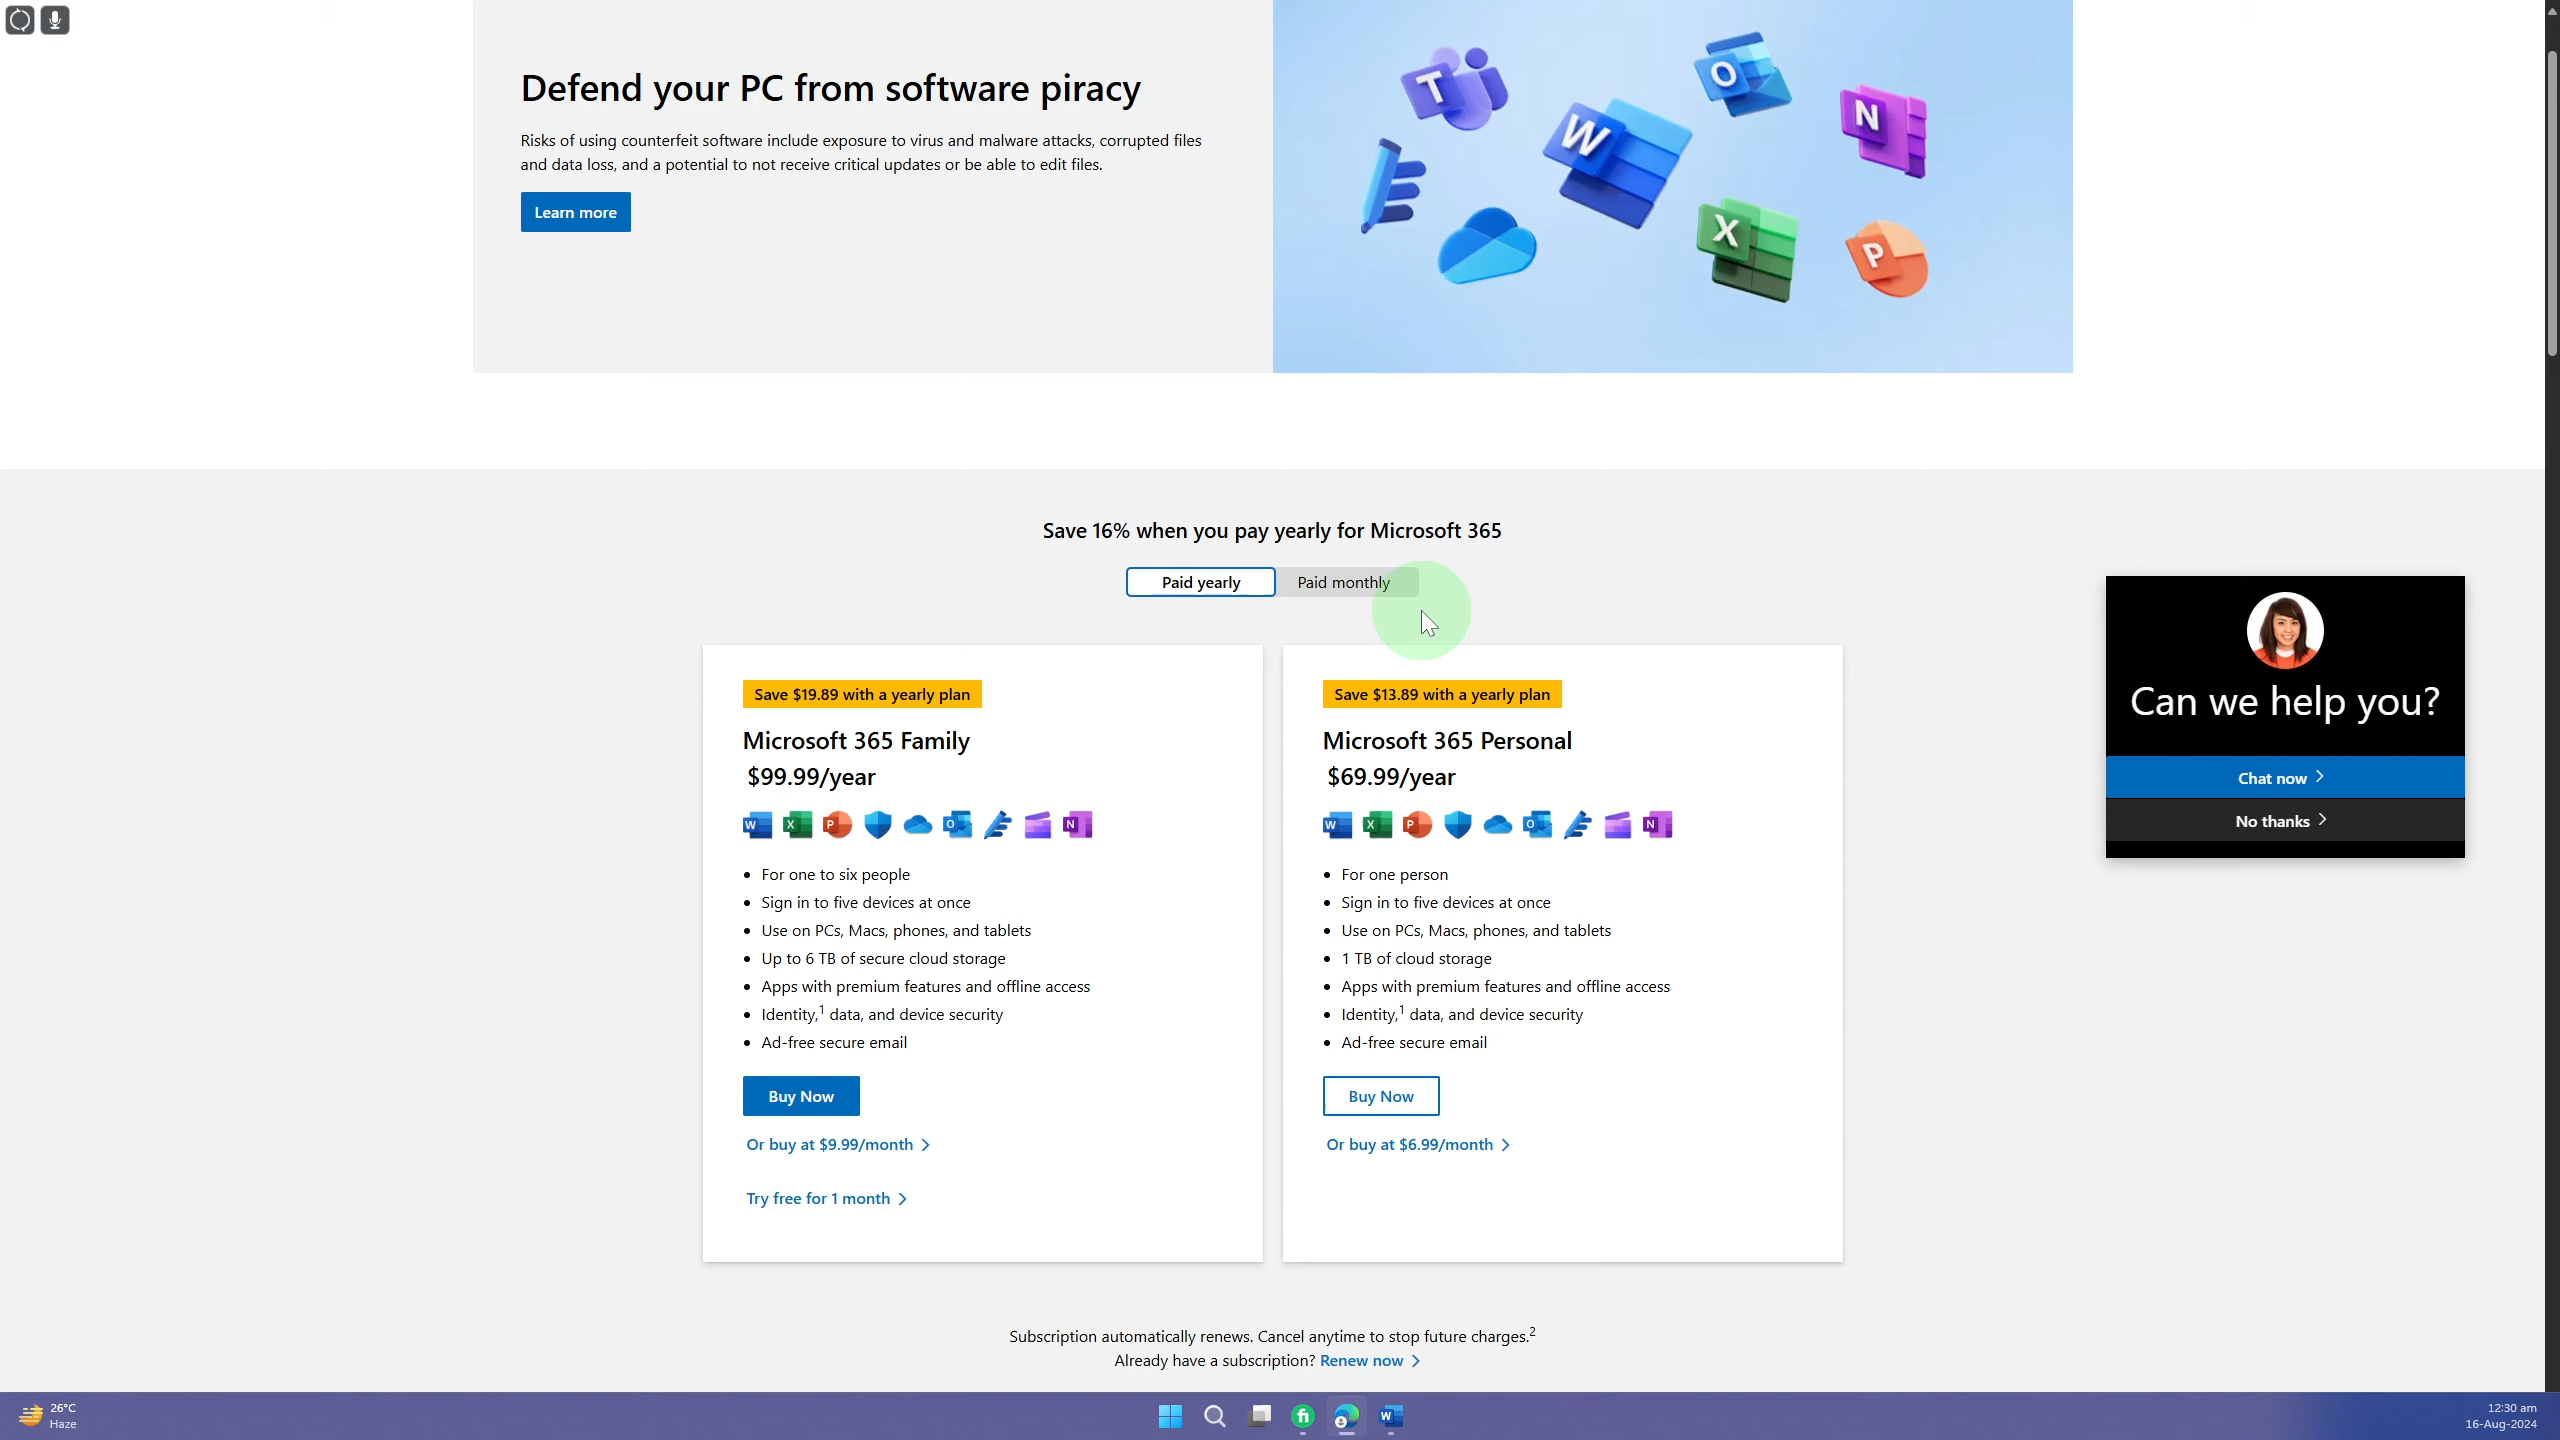 Defend your PC from software piracy
Risks of using counterfeit software include exposure to virus and malware attacks, corrupted files
and data loss, and a potential to not receive critical updates or be able to edit files.
Learn more
T
W
O
N
X
P
Save 16% when you pay yearly for Microsoft 365
Paid yearly
Paid monthly
Save $19.89 with a yearly plan
Microsoft 365 Family
$99.99/year
W X P O N
• For one to six people
• Sign in to five devices at once
• Use on PCs, Macs, phones, and tablets
• Up to 6 TB of secure cloud storage
• Apps with premium features and offline access
• Identity,¹ data, and device security
• Ad-free secure email
Buy Now
Or buy at $9.99/month >
Try free for 1 month >
Save $13.89 with a yearly plan
Microsoft 365 Personal
$69.99/year
W X P O N
• For one person
• Sign in to five devices at once
• Use on PCs, Macs, phones, and tablets
• 1 TB of cloud storage
• Apps with premium features and offline access
• Identity,¹ data, and device security
• Ad-free secure email
Buy Now
Or buy at $6.99/month >
Can we help you?
Chat now >
No thanks >
Subscription automatically renews. Cancel anytime to stop future charges.²
Already have a subscription? Renew now >
26°C
Haze
fi
W
12:30 am
16-Aug-2024